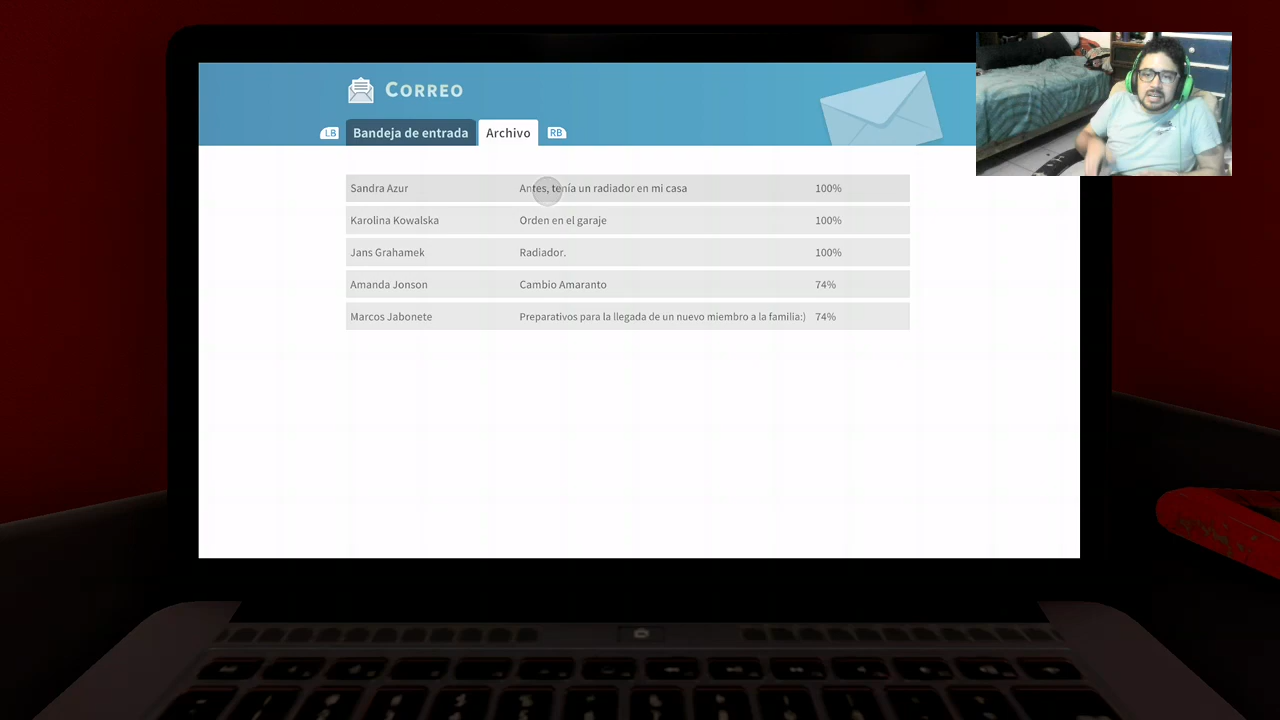 CORREO
LB Bandeja de entrada Archivo RB
Sandra Azur Antes, tenía un radiador en mi casa 100%
Karolina Kowalska Orden en el garaje 100%
Jans Grahamek Radiador. 100%
Amanda Jonson Cambio Amaranto 74%
Marcos Jabonete Preparativos para la llegada de un nuevo miembro a la familia:) 74%